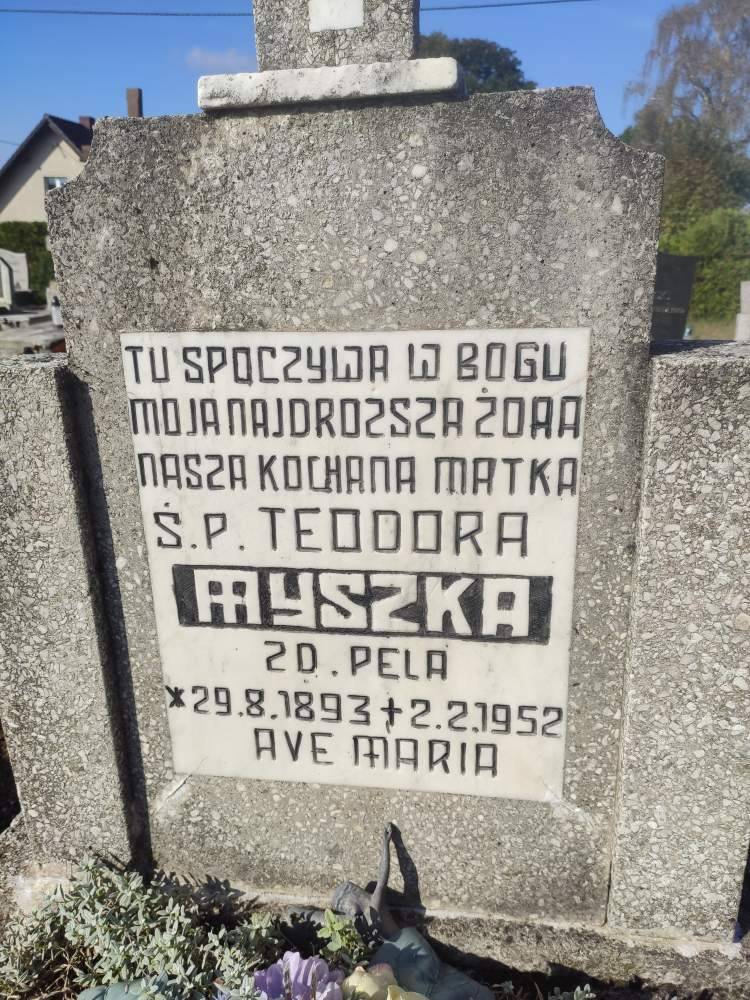 TU SPOCZYWA W BOGU
MOJA NAJDROZSZA ŻONA
NASZA KOCHANA MATKA
Ś.P. TEODORA
MYSZKA
ZD. PELA
*29.8.1893 + 2.2.1952
AVE MARIA